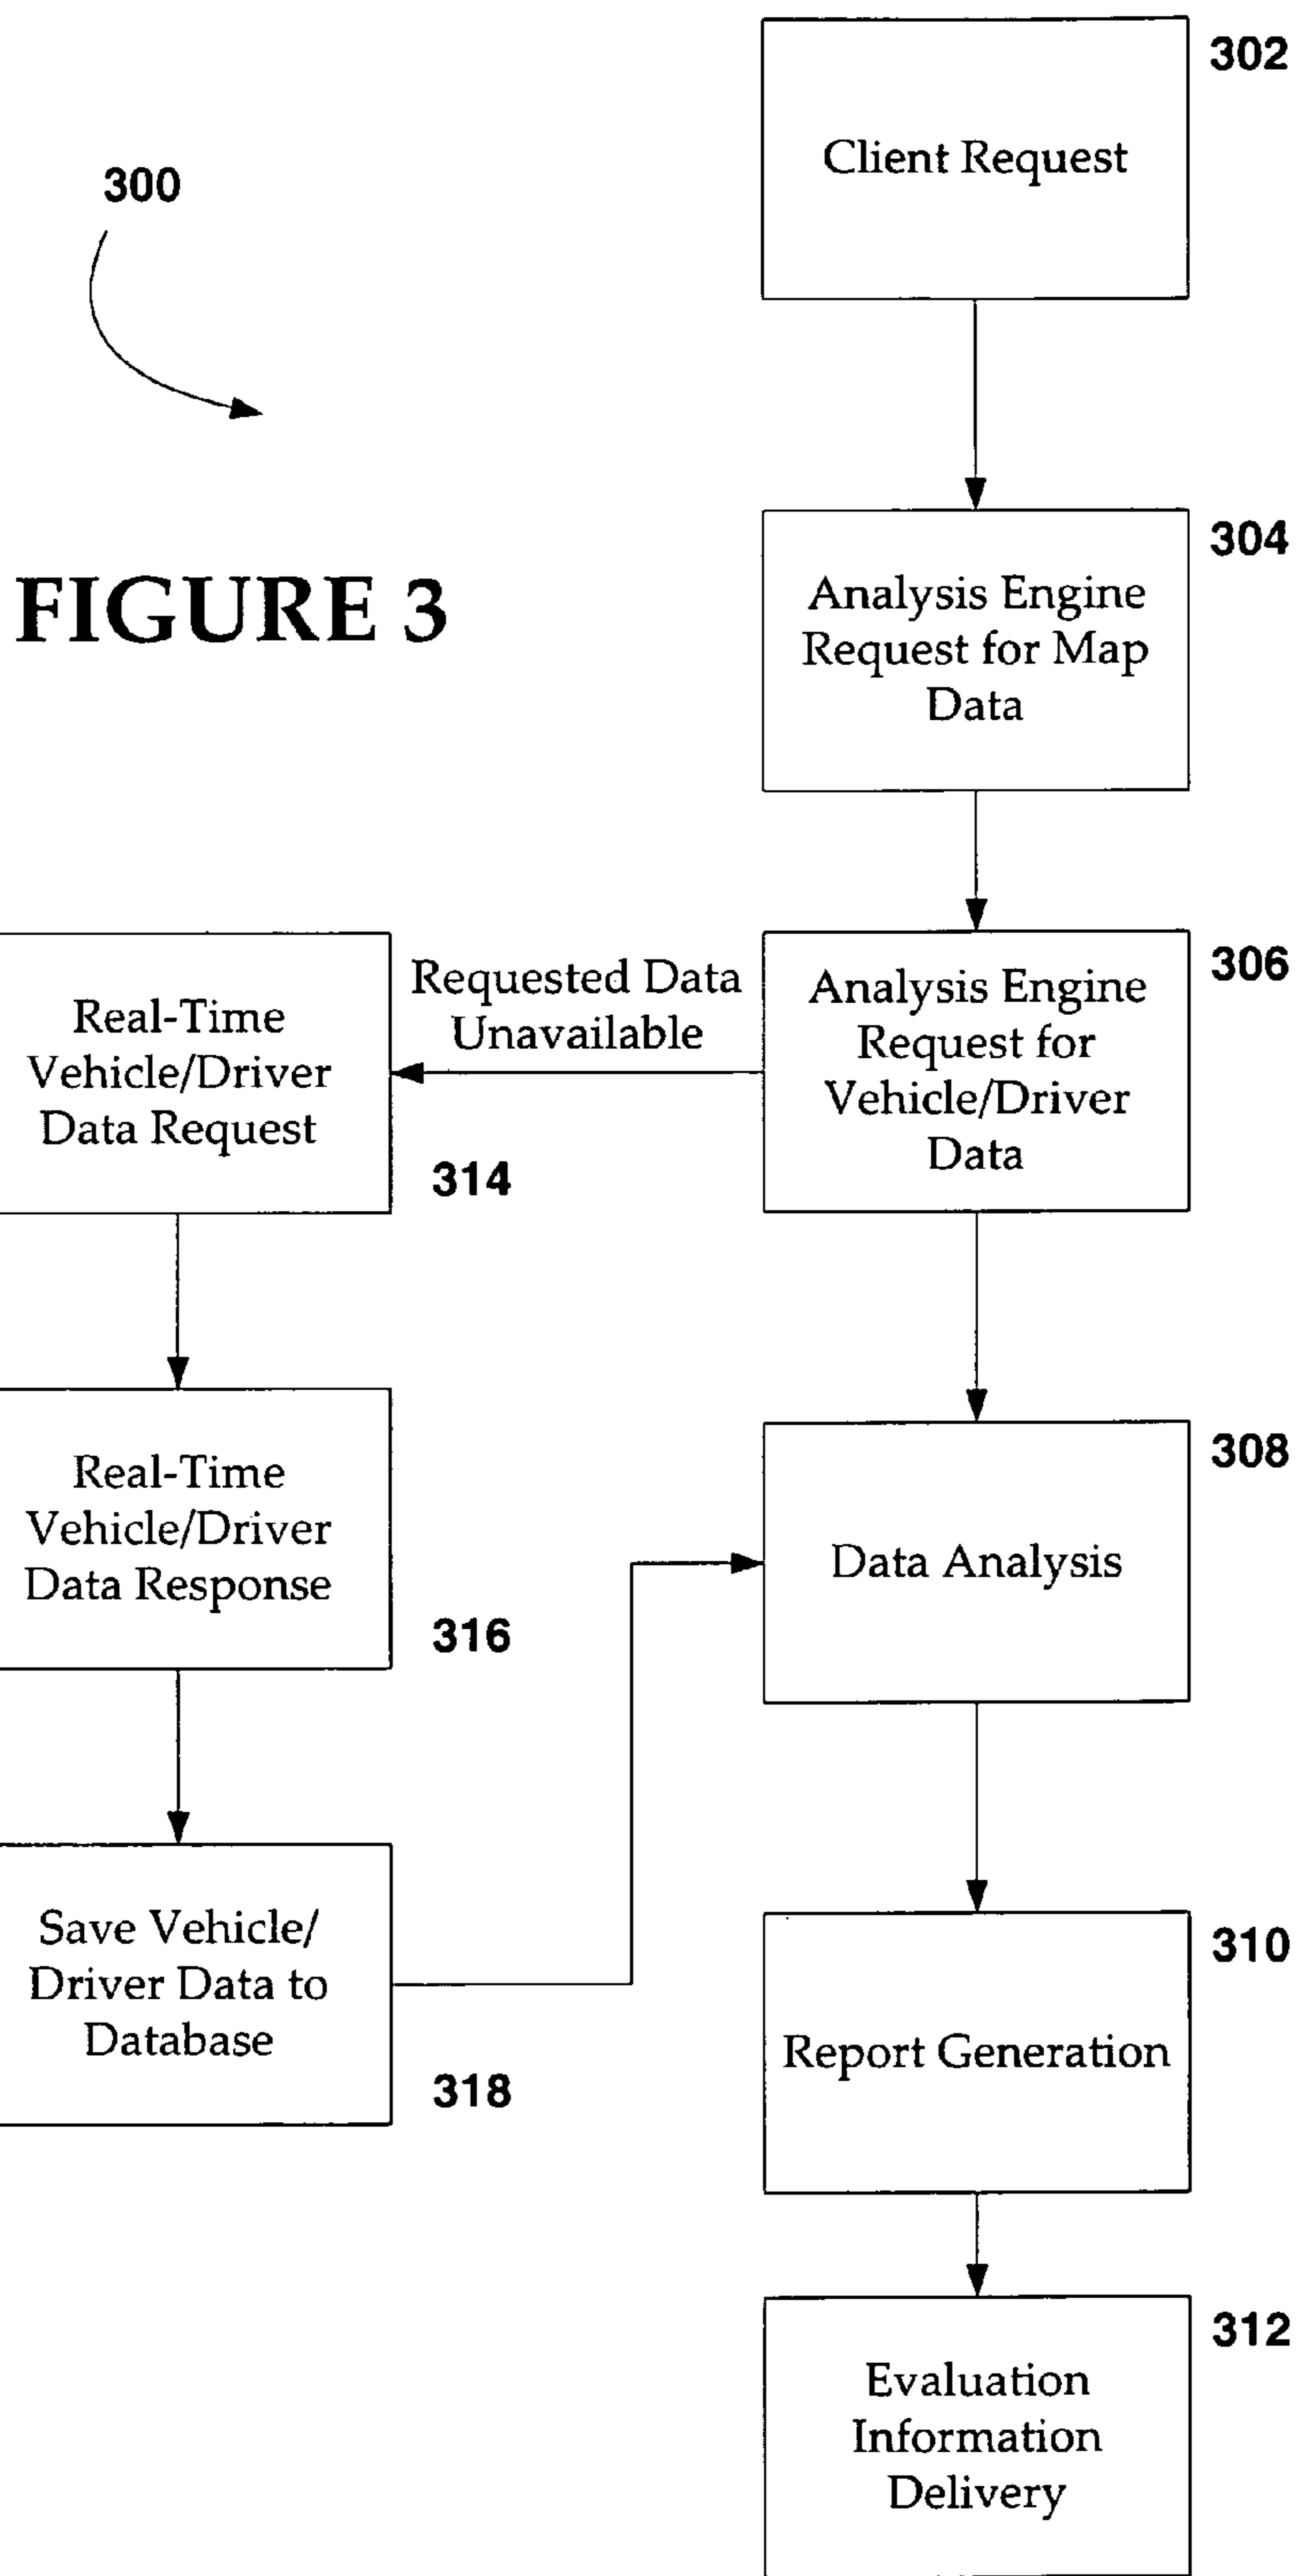 302
Client Request
300
304
Analysis Engine
Request for Map
Data
FIGURE 3
306
Analysis Engine
Request for
Vehicle/Driver
Data
Requested Data
Unavailable
Real-Time
Vehicle/Driver
Data Request
314
Real-Time
Vehicle/Driver
Data Response
316
308
Data Analysis
Save Vehicle/
Driver Data to
Database
318
310
Report Generation
312
Evaluation
Information
Delivery